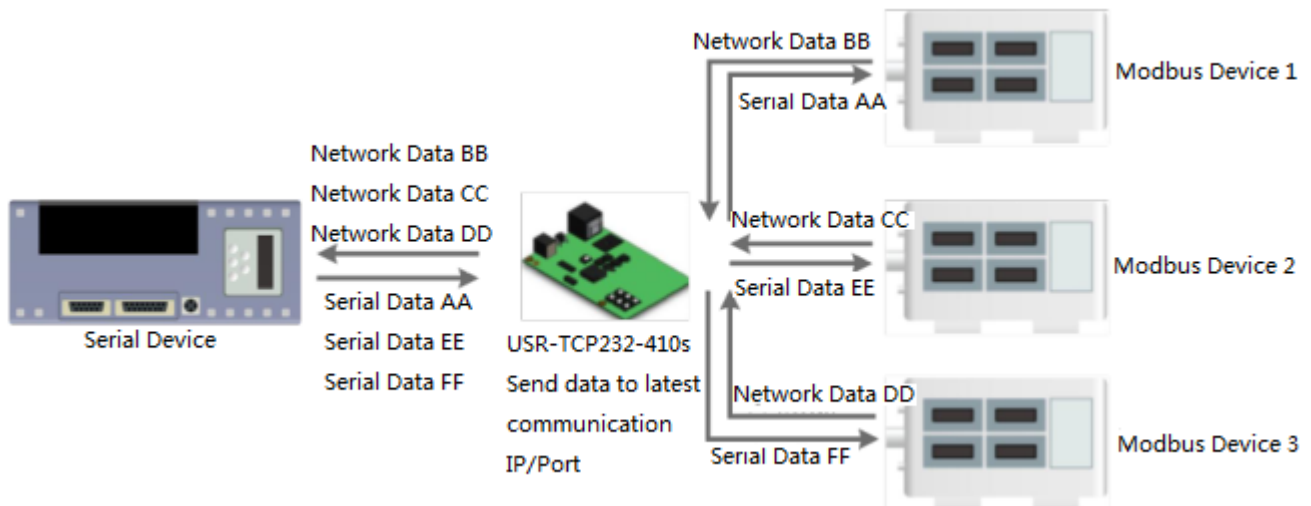 Network Data BB
Modbus Device 1
Serial Data AA
Network Data BB
Network Data CC
Network Data DD
Serial Data AA
Serial Data EE
Serial Data FF
Serial Device
USR-TCP232-410s
Send data to latest
communication
IP/Port
Network Data CC
Modbus Device 2
Serial Data EE
Network Data DD
Modbus Device 3
Serial Data FF